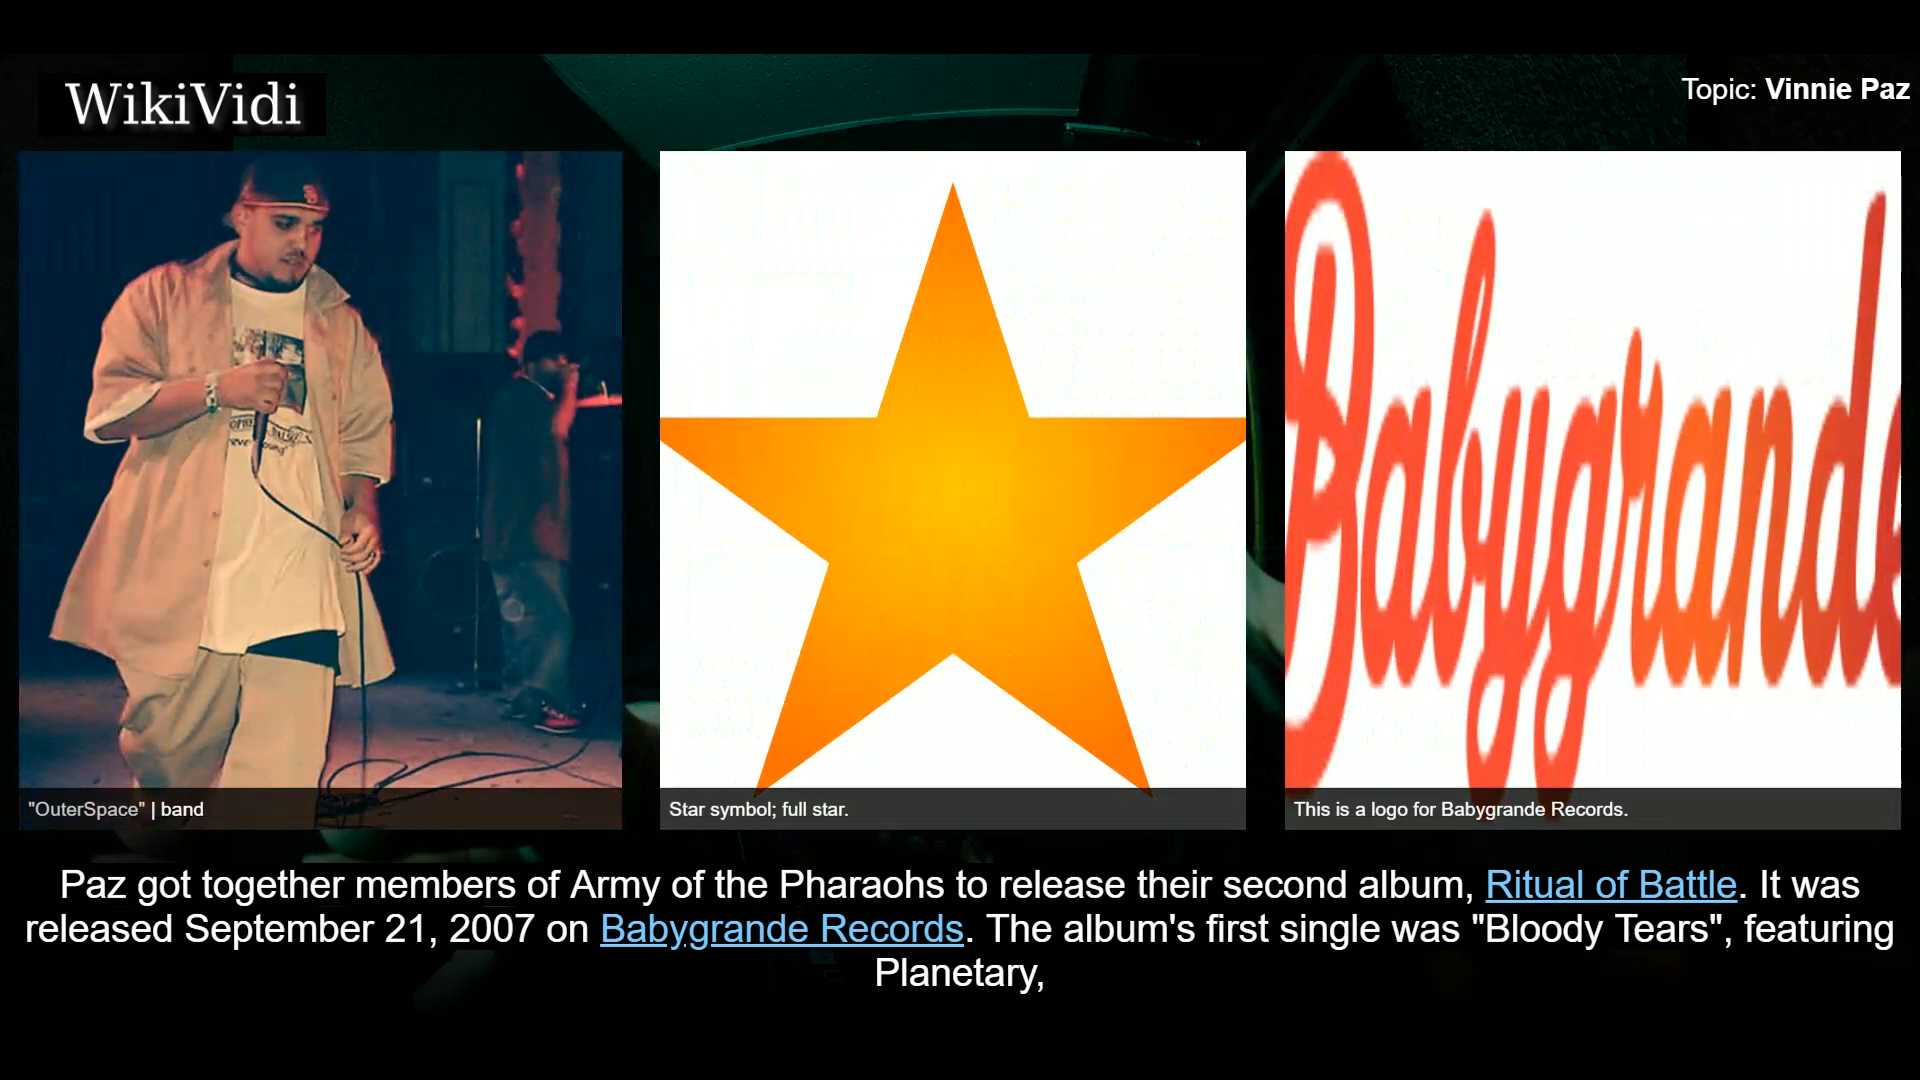 WikiVidi
Topic: Vinnie Paz
Babygrande
"OuterSpace" | band
Star symbol; full star.
This is a logo for Babygrande Records.
Paz got together members of Army of the Pharaohs to release their second album, Ritual of Battle. It was
released September 21, 2007 on Babygrande Records. The album's first single was "Bloody Tears", featuring
Planetary,